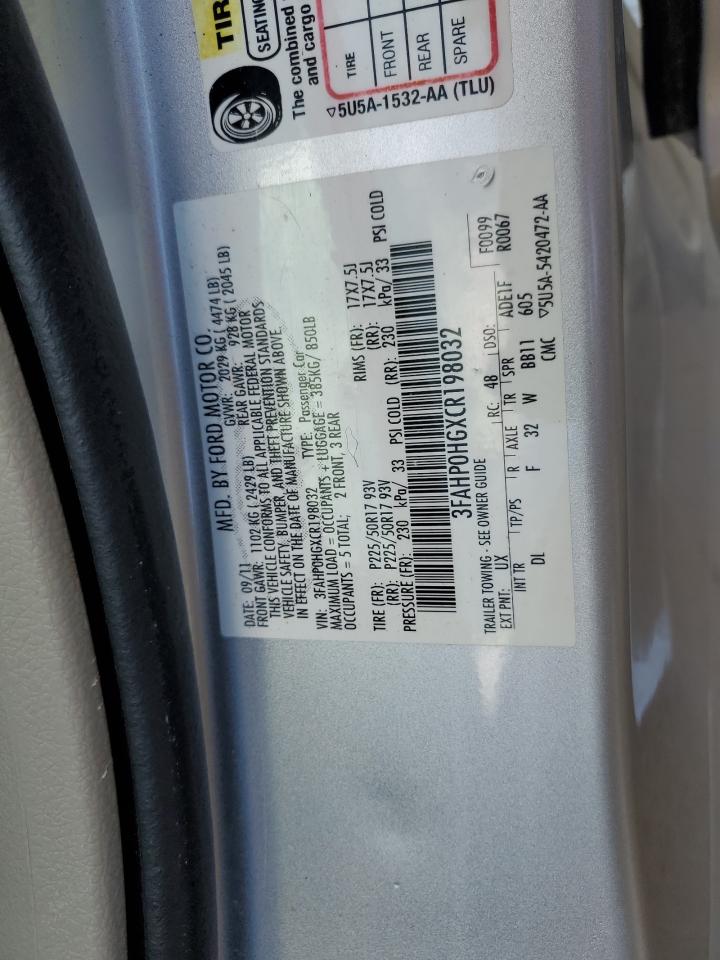 TIR
SEATING
The combined
and cargo
TIRE
FRONT
REAR
SPARE
▽5U5A-1532-AA (TLU)
MFD. BY FORD MOTOR CO.
DATE: 09/11 GVWR: 2029 KG ( 4474 LB)
FRONT GAWR: 1102 KG ( 2429 LB) REAR GAWR: 928 KG ( 2045 LB)
THIS VEHICLE CONFORMS TO ALL APPLICABLE FEDERAL MOTOR
VEHICLE SAFETY, BUMPER, AND THEFT PREVENTION STANDARDS
IN EFFECT ON THE DATE OF MANUFACTURE SHOWN ABOVE.
VIN: 3FAHP0HGXCR198032 TYPE: Passenger Car
MAXIMUM LOAD = OCCUPANTS + LUGGAGE = 385KG/ 850LB
OCCUPANTS = 5 TOTAL; 2 FRONT, 3 REAR
TIRE (FR): P225/50R17 93V RIMS (FR): 17X7.5J
(RR): P225/50R17 93V (RR): 17X7.5J
PRESSURE (FR): 230 kPa/ 33 PSI COLD (RR): 230 kPa/ 33 PSI COLD
3FAHP0HGXCR198032
TRAILER TOWING - SEE OWNER GUIDE F0099
EXT PNT: UX RC: 48 DSO: ADE1F R0067
INT TR TP/PS R AXLE TR SPR 605
DL F 32 W BB11
CMC ▽5U5A-5420472-AA